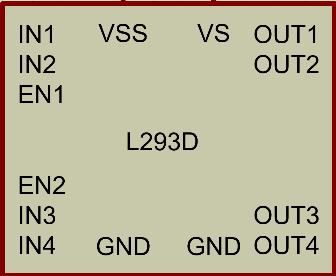 IN1 VSS VS OUT1
IN2 OUT2
EN1
L293D
EN2
IN3 OUT3
IN4 GND GND OUT4